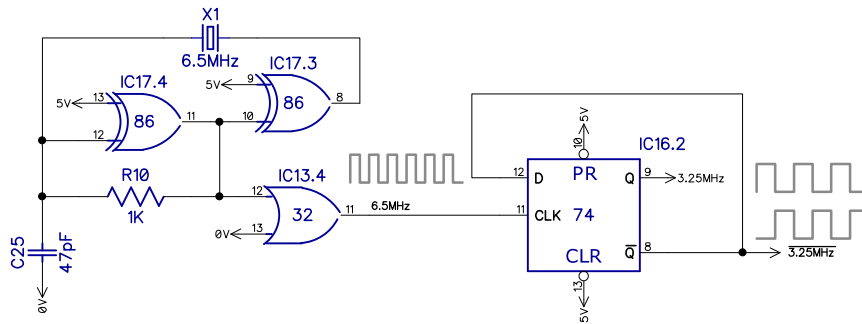 X1
6.5MHz
IC17.4
5V
13
12
86
11
IC17.3
5V
9
10
86
8
R10
1K
C25
47pF
0V
IC13.4
12
0V
13
32
11
6.5MHz
IC16.2
5V
10
12
D
PR
Q
9
3.25MHz
11
CLK
74
CLR
Q̅
8
3.25MHz
13
5V